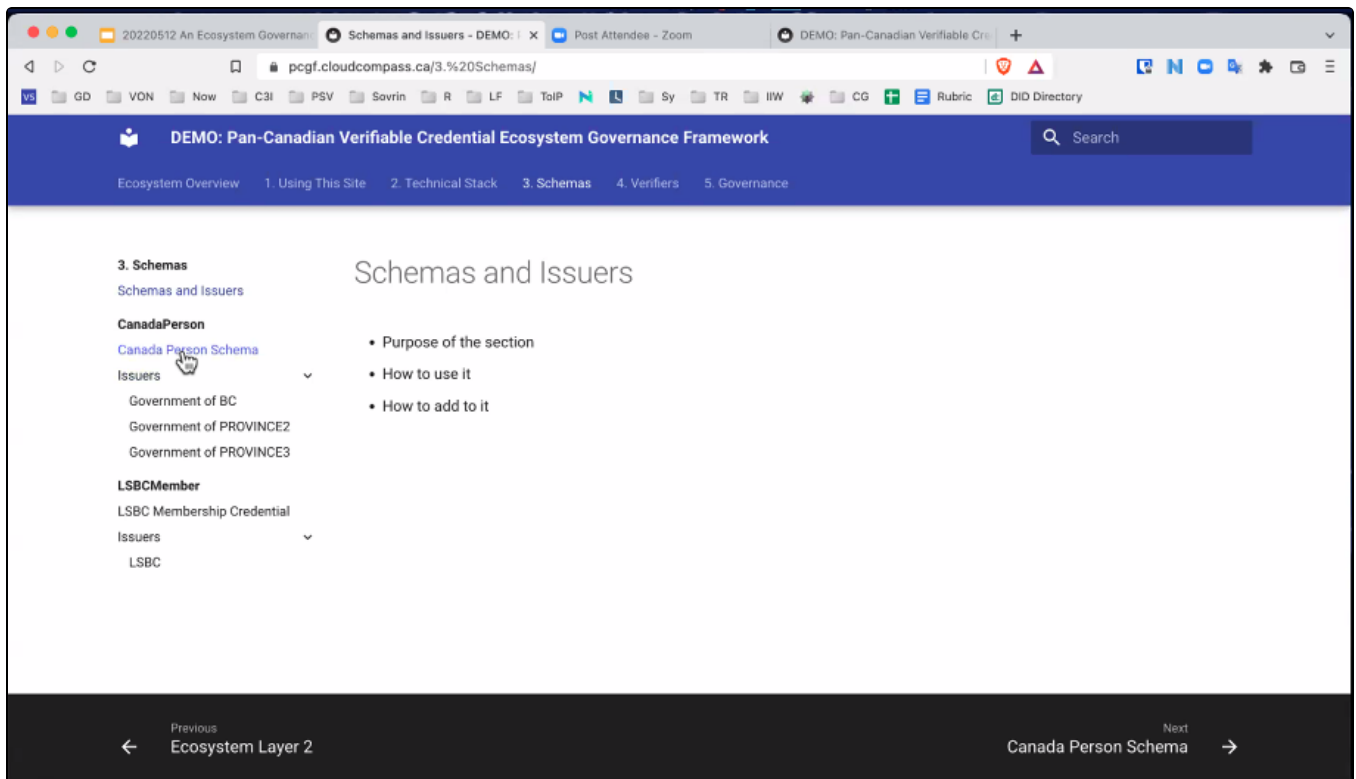 20220512 An Ecosystem Governanc
Schemas and Issuers - DEMO:
Post Attendee - Zoom
DEMO: Pan-Canadian Verifiable Cre
pcgf.cloudcompass.ca/3.%20Schemas/
VS GD VON Now C3I PSV Sovrin R LF ToIP N L Sy TR IIW CG Rubric DID Directory
DEMO: Pan-Canadian Verifiable Credential Ecosystem Governance Framework
Search
Ecosystem Overview 1. Using This Site 2. Technical Stack 3. Schemas 4. Verifiers 5. Governance
3. Schemas
Schemas and Issuers
CanadaPerson
Canada Person Schema
Issuers
Government of BC
Government of PROVINCE2
Government of PROVINCE3
LSBCMember
LSBC Membership Credential
Issuers
LSBC
Schemas and Issuers
• Purpose of the section
• How to use it
• How to add to it
Previous
Ecosystem Layer 2
Next
Canada Person Schema